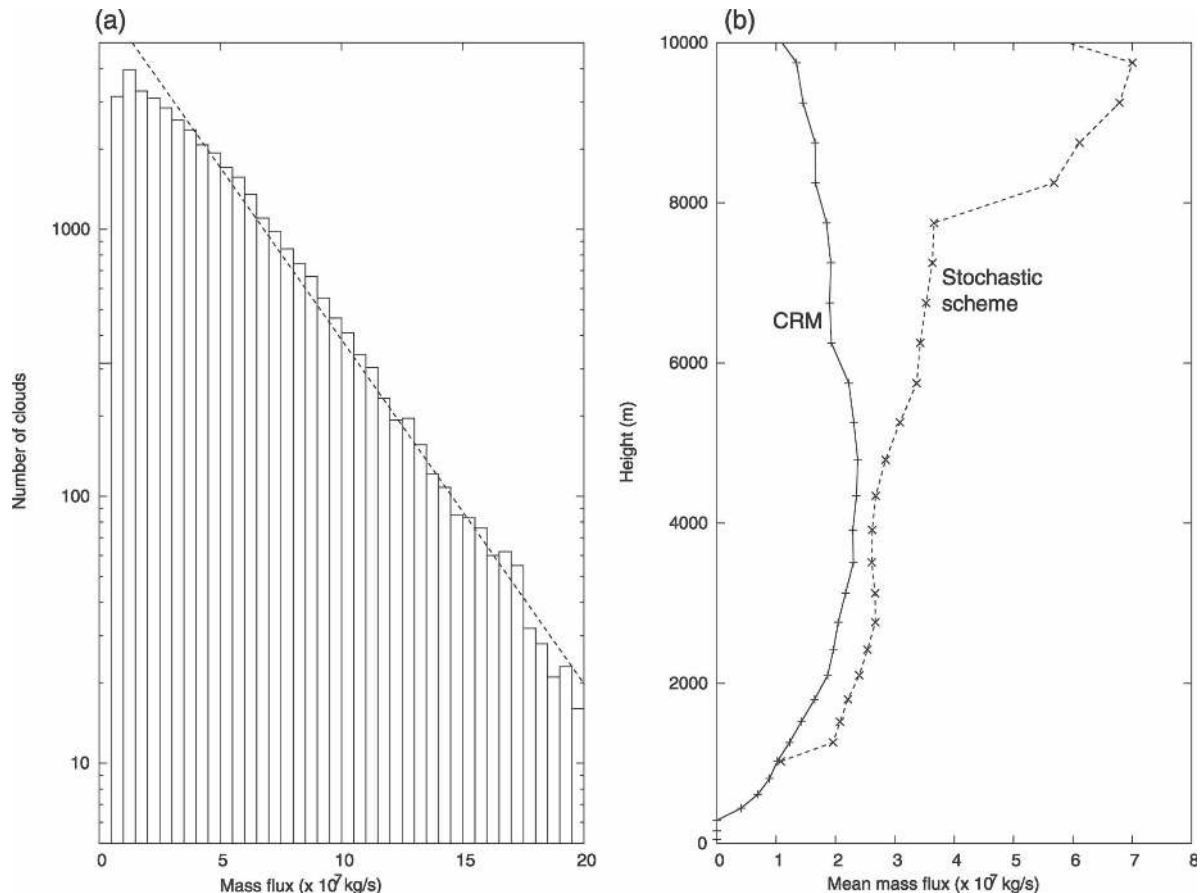 (a)
1000
100
10
0
5
10
15
20
Number of clouds
Mass flux (x 10⁷ kg/s)
(b)
10000
8000
6000
4000
2000
0
0
1
2
3
4
5
6
7
8
Height (m)
Mean mass flux (x 10⁷ kg/s)
CRM
Stochastic
scheme